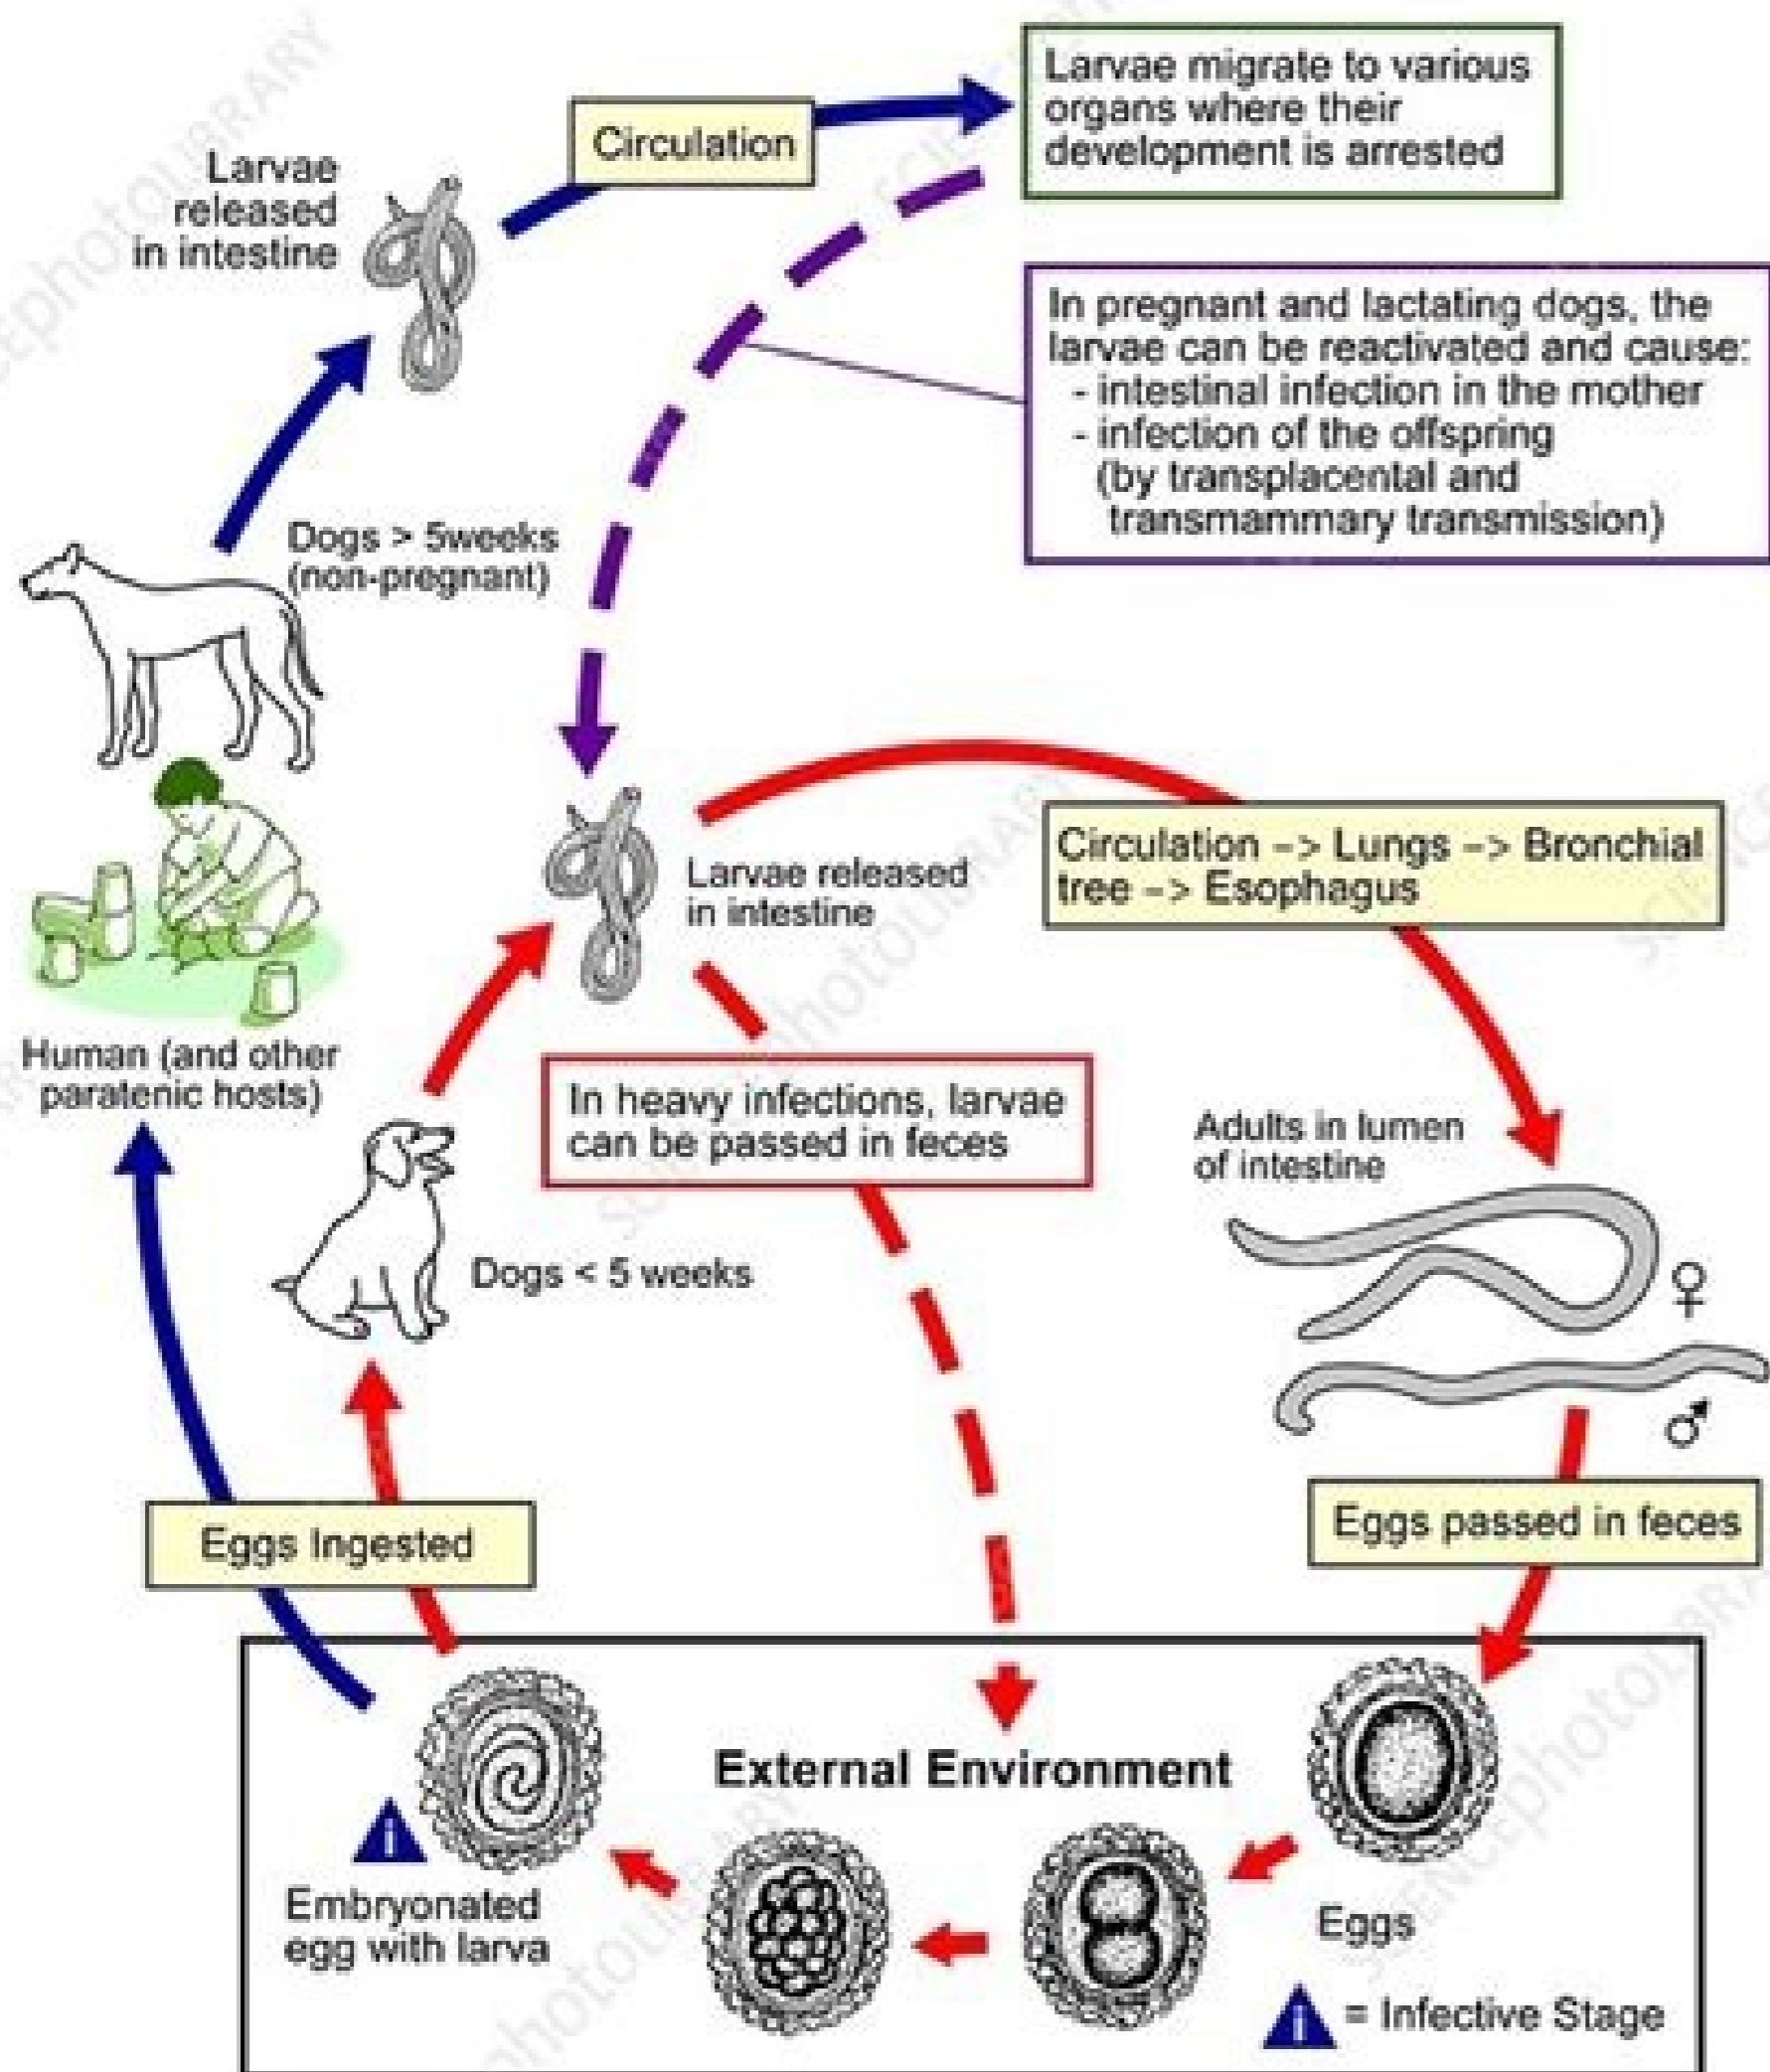 Larvae migrate to various
organs where their
development is arrested
Circulation
Larvae
released
in intestine
In pregnant and lactating dogs, the
larvae can be reactivated and cause:
- intestinal infection in the mother
- infection of the offspring
(by transplacental and
transmammary transmission)
Dogs > 5weeks
(non-pregnant)
Circulation –> Lungs –> Bronchial
tree –> Esophagus
Larvae released
in intestine
Human (and other
paratenic hosts)
In heavy infections, larvae
can be passed in feces
Adults in lumen
of intestine
♀
Dogs < 5 weeks
♂
Eggs Ingested
Eggs passed in feces
External Environment
i
Embryonated
egg with larva
Eggs
i = Infective Stage
SCIENCEPHOTOLIBRARY